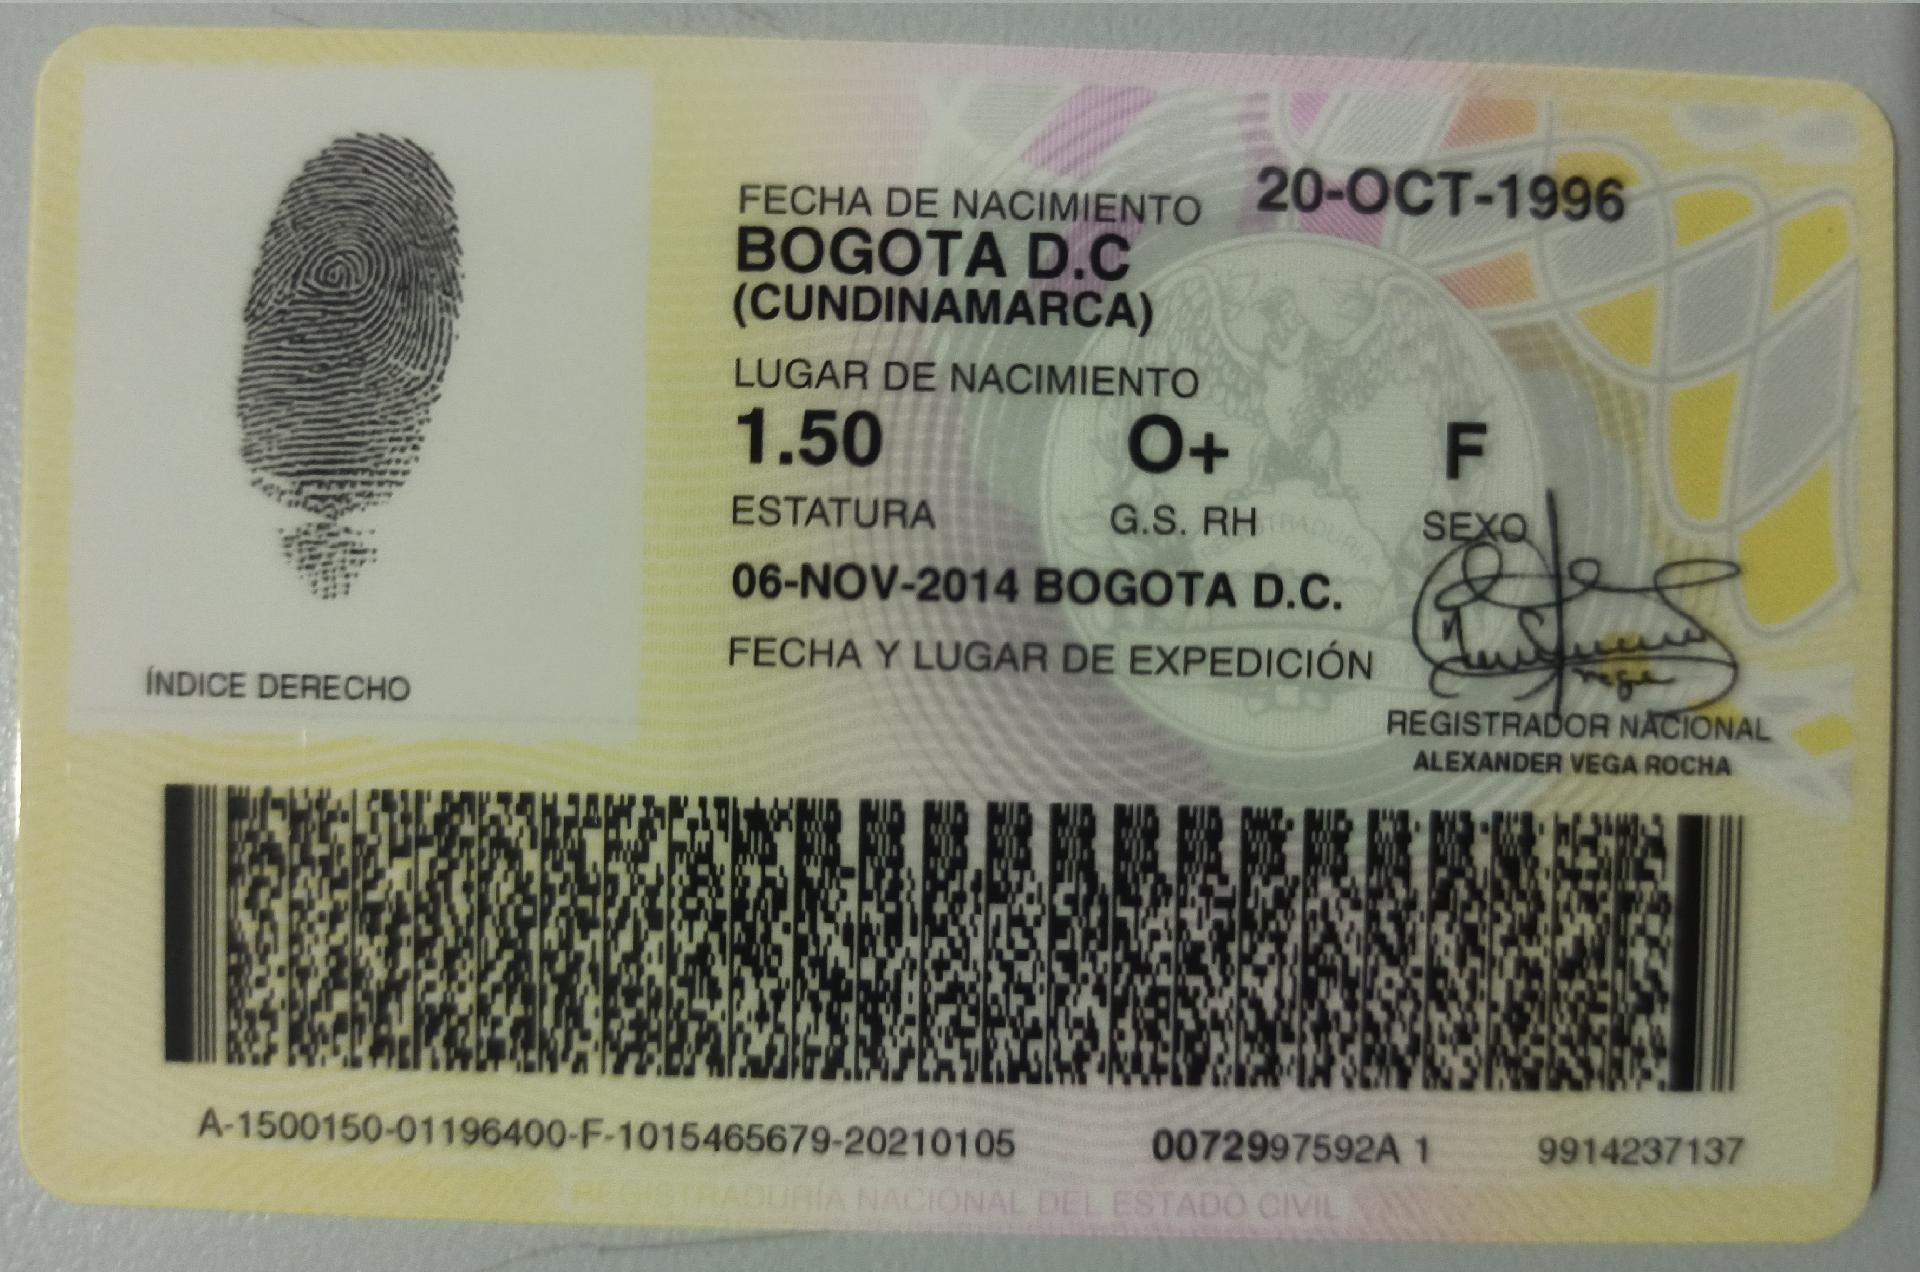 FECHA DE NACIMIENTO 20-OCT-1996
BOGOTA D.C
(CUNDINAMARCA)
LUGAR DE NACIMIENTO
1.50 O+ F
ESTATURA G.S. RH SEXO
06-NOV-2014 BOGOTA D.C.
FECHA Y LUGAR DE EXPEDICIÓN
ÍNDICE DERECHO
REGISTRADOR NACIONAL
ALEXANDER VEGA ROCHA
A-1500150-01196400-F-1015465679-20210105 0072997592A 1 9914237137
REGISTRADURÍA NACIONAL DEL ESTADO CIVIL